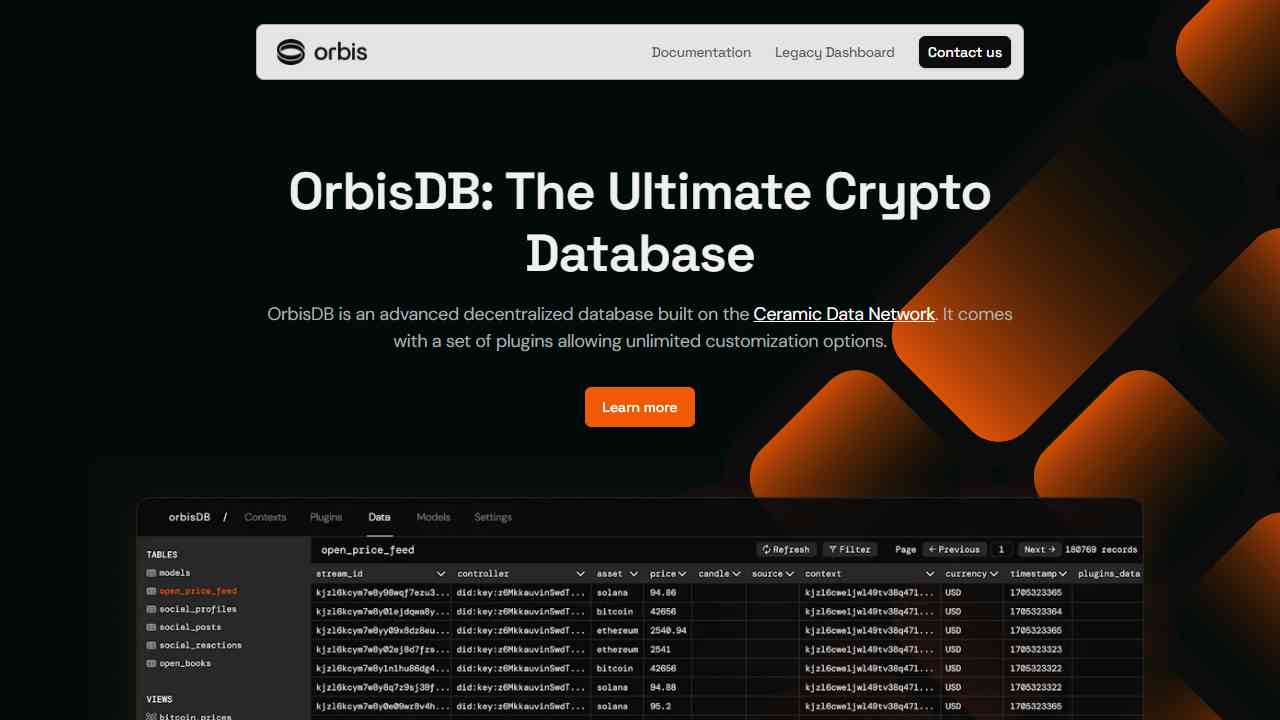 orbis
Documentation
Legacy Dashboard
Contact us
OrbisDB: The Ultimate Crypto
Database
OrbisDB is an advanced decentralized database built on the Ceramic Data Network. It comes
with a set of plugins allowing unlimited customization options.
Learn more
orbisDB / Contexts Plugins Data Models Settings
TABLES
models
open_price_feed
social_profiles
social_posts
social_reactions
open_books
VIEWS
bitcoin_prices
open_price_feed Refresh Filter Page ← Previous 1 Next → 180769 records
stream_id controller asset price candle source context currency timestamp plugins_data
kjzl6kcym7w8y98wqf7ezu3... did:key:z6MkkauvinSwdT... solana 94.86 kjzl6cweljwl49tv38q471... USD 1705323365
kjzl6kcym7w8y01ejdqwa8y... did:key:z6MkkauvinSwdT... bitcoin 42656 kjzl6cweljwl49tv38q471... USD 1705323364
kjzl6kcym7w8yy09x8dz8eu... did:key:z6MkkauvinSwdT... ethereum 2540.94 kjzl6cweljwl49tv38q471... USD 1705323365
kjzl6kcym7w8y02ej8d7fzs... did:key:z6MkkauvinSwdT... ethereum 2541 kjzl6cweljwl49tv38q471... USD 1705323323
kjzl6kcym7w8y1n1hu86dg4... did:key:z6MkkauvinSwdT... bitcoin 42656 kjzl6cweljwl49tv38q471... USD 1705323322
kjzl6kcym7w8y8q7z9sj39f... did:key:z6MkkauvinSwdT... solana 94.88 kjzl6cweljwl49tv38q471... USD 1705323322
kjzl6kcym7w8y0e09wz8v4h... did:key:z6MkkauvinSwdT... solana 95.2 kjzl6cweljwl49tv38q471... USD 1705323364